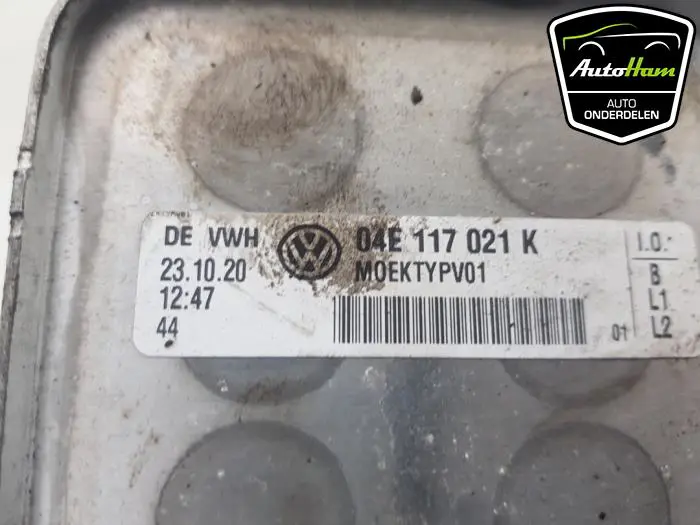 AutoHam
AUTO
ONDERDELEN
DE VWH
04E 117 021 K
I.O.:
23.10.20
MOEKTYPV01
B
12:47
L1
44
01
L2